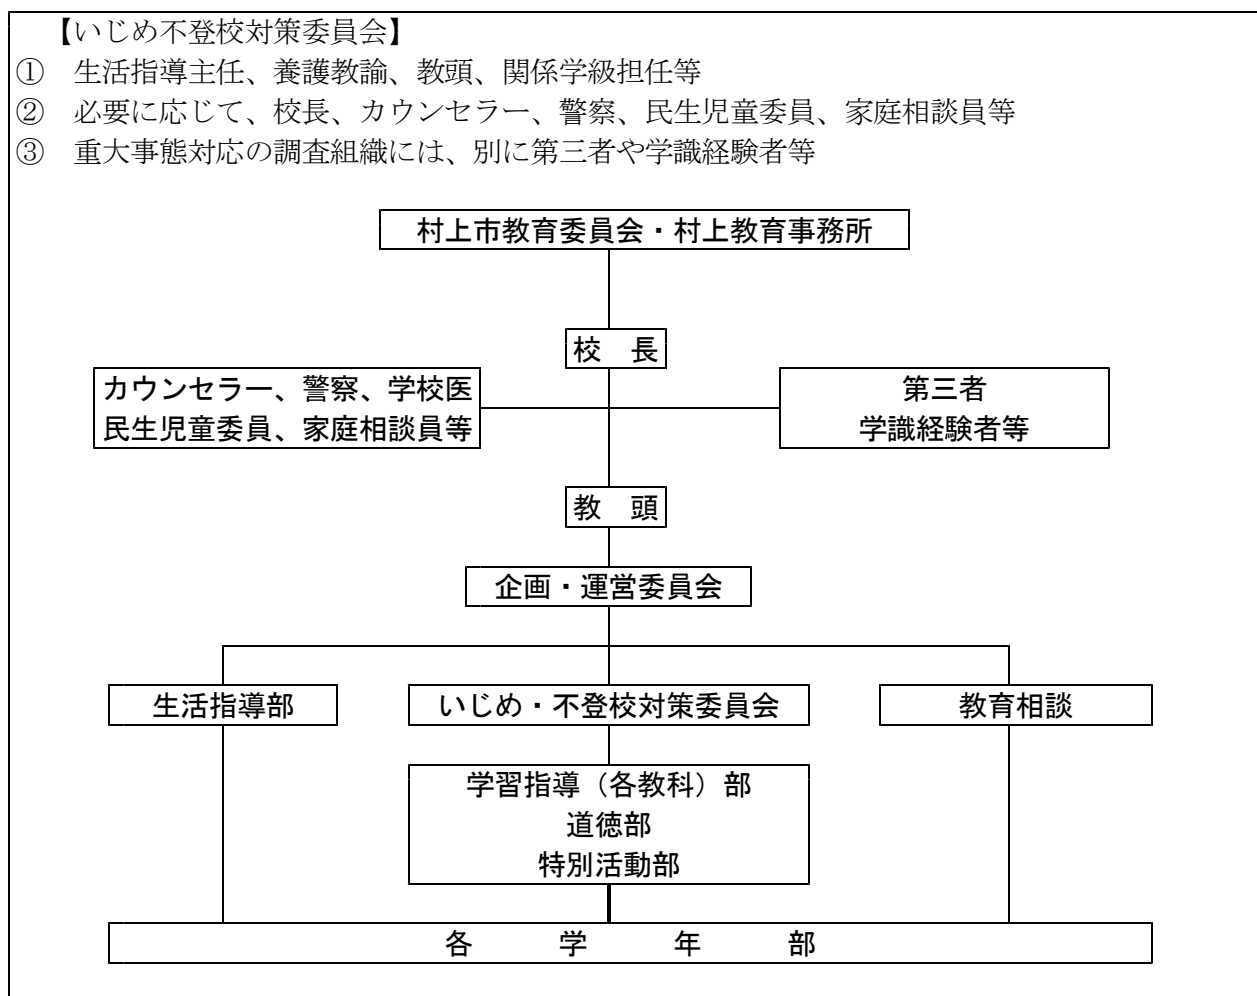 【いじめ不登校対策委員会】
① 生活指導主任、養護教諭、教頭、関係学級担任等
② 必要に応じて、校長、カウンセラー、警察、民生児童委員、家庭相談員等
③ 重大事態対応の調査組織には、別に第三者や学識経験者等
村上市教育委員会・村上教育事務所
校 長
カウンセラー、警察、学校医
民生児童委員、家庭相談員等
第三者
学識経験者等
教 頭
企画・運営委員会
生活指導部
いじめ・不登校対策委員会
教育相談
学習指導（各教科）部
道徳部
特別活動部
各 学 年 部